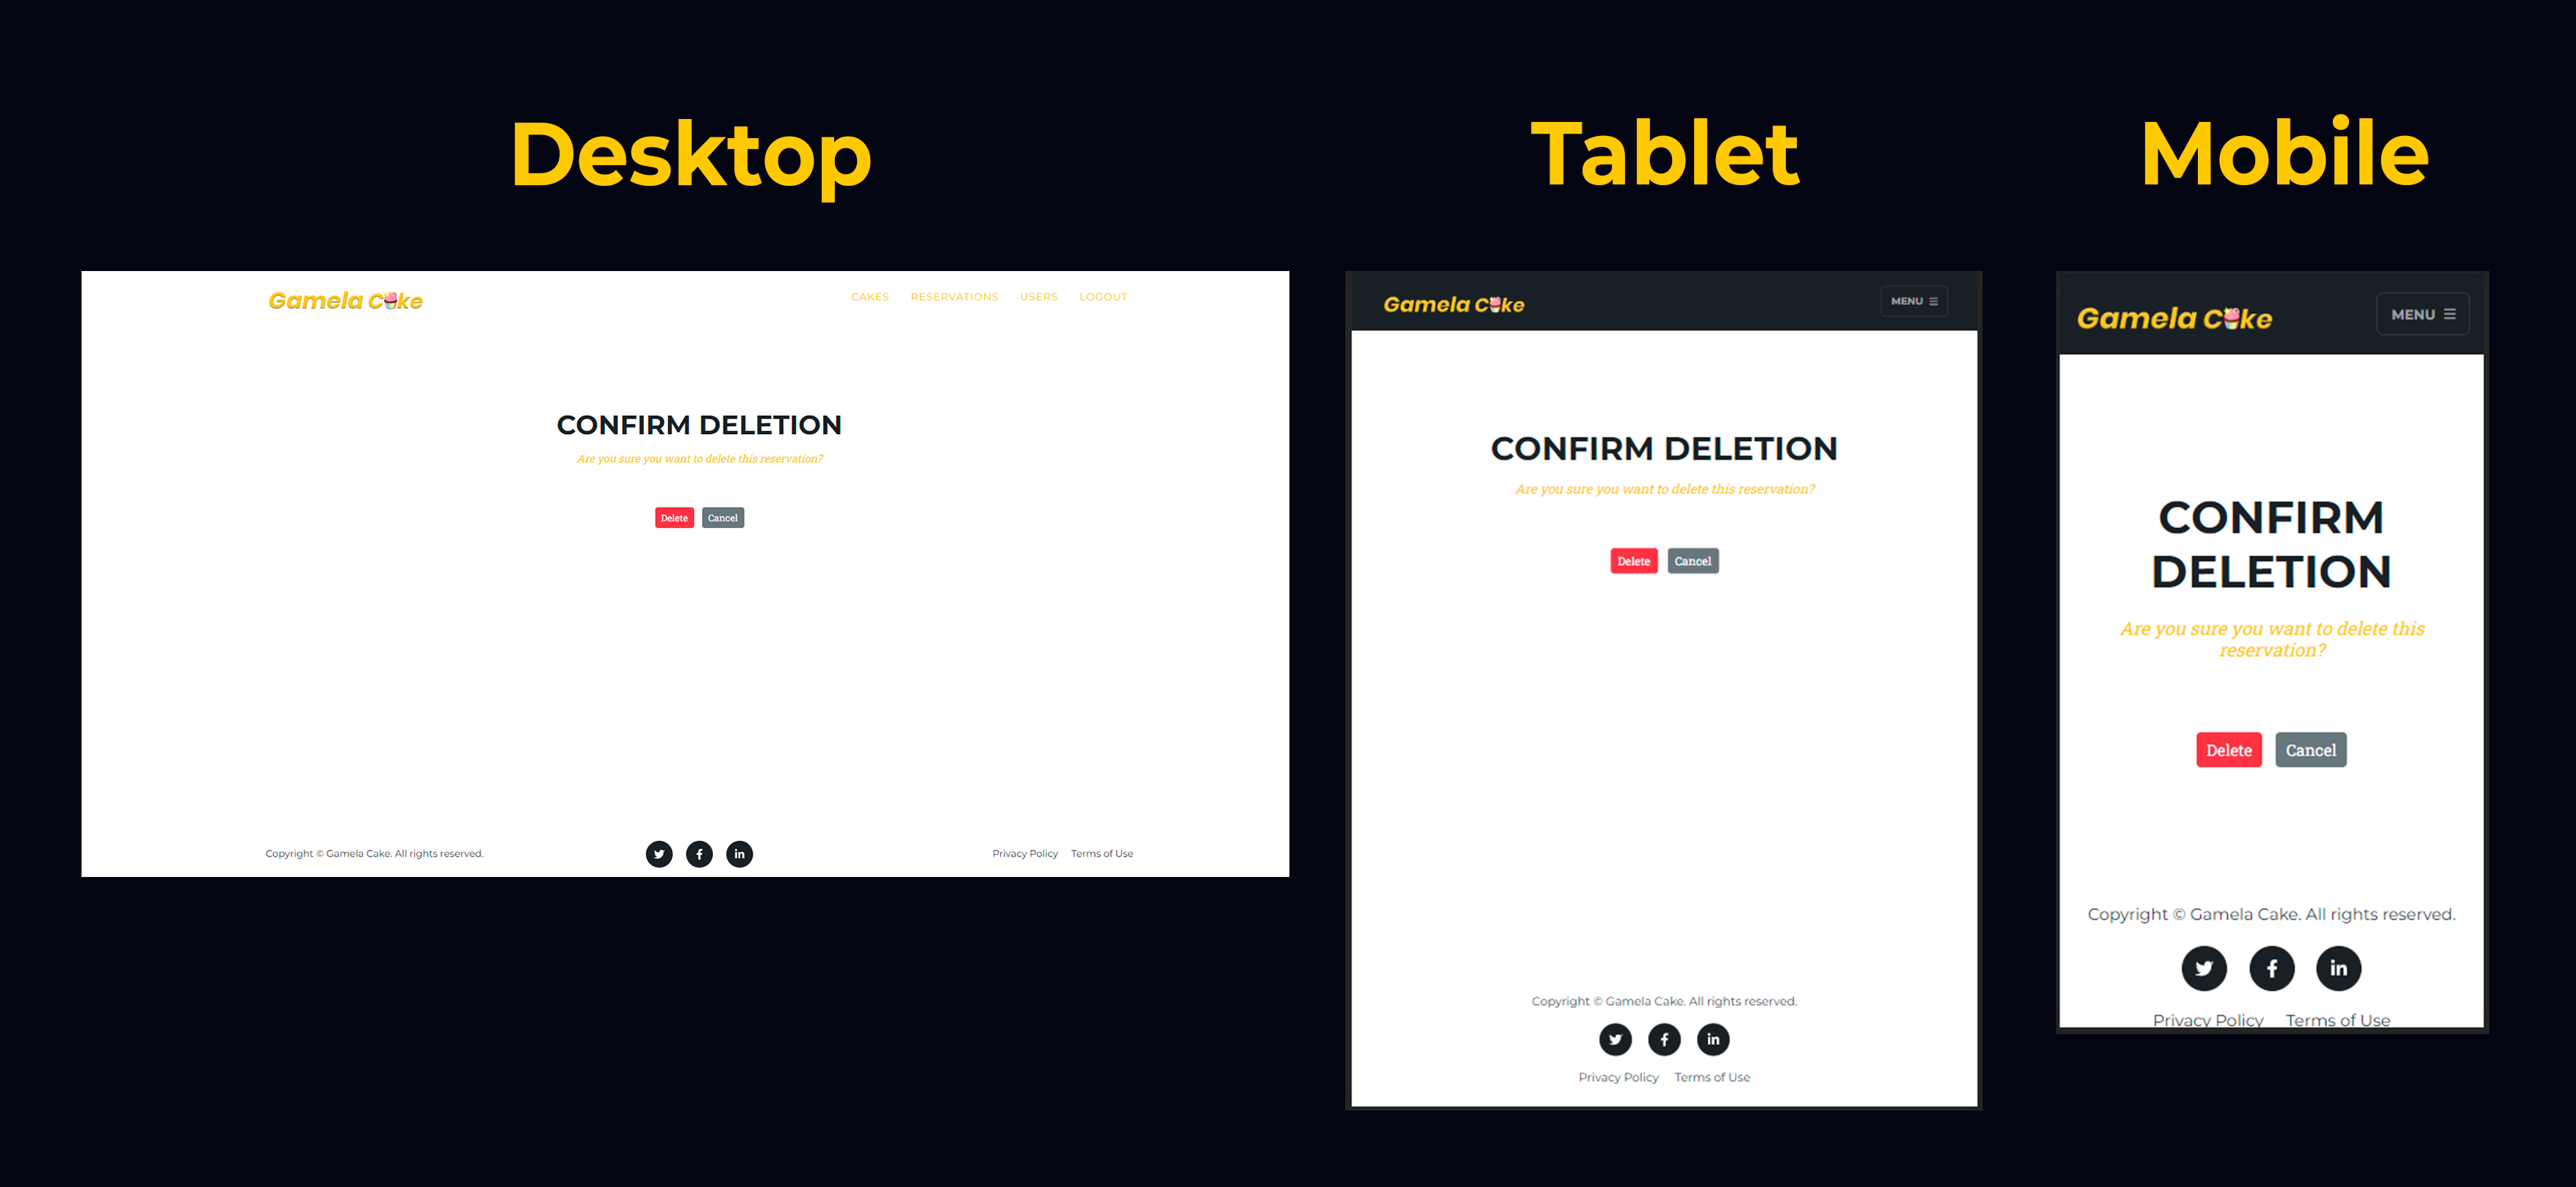 Desktop
Gamela Cake
CAKES RESERVATIONS USERS LOGOUT
CONFIRM DELETION
Are you sure you want to delete this reservation?
Delete Cancel
Copyright © Gamela Cake. All rights reserved.
Privacy Policy Terms of Use
Tablet
Gamela Cake
MENU
CONFIRM DELETION
Are you sure you want to delete this reservation?
Delete Cancel
Copyright © Gamela Cake. All rights reserved.
Privacy Policy Terms of Use
Mobile
Gamela Cake
MENU
CONFIRM
DELETION
Are you sure you want to delete this
reservation?
Delete Cancel
Copyright © Gamela Cake. All rights reserved.
Privacy Policy Terms of Use